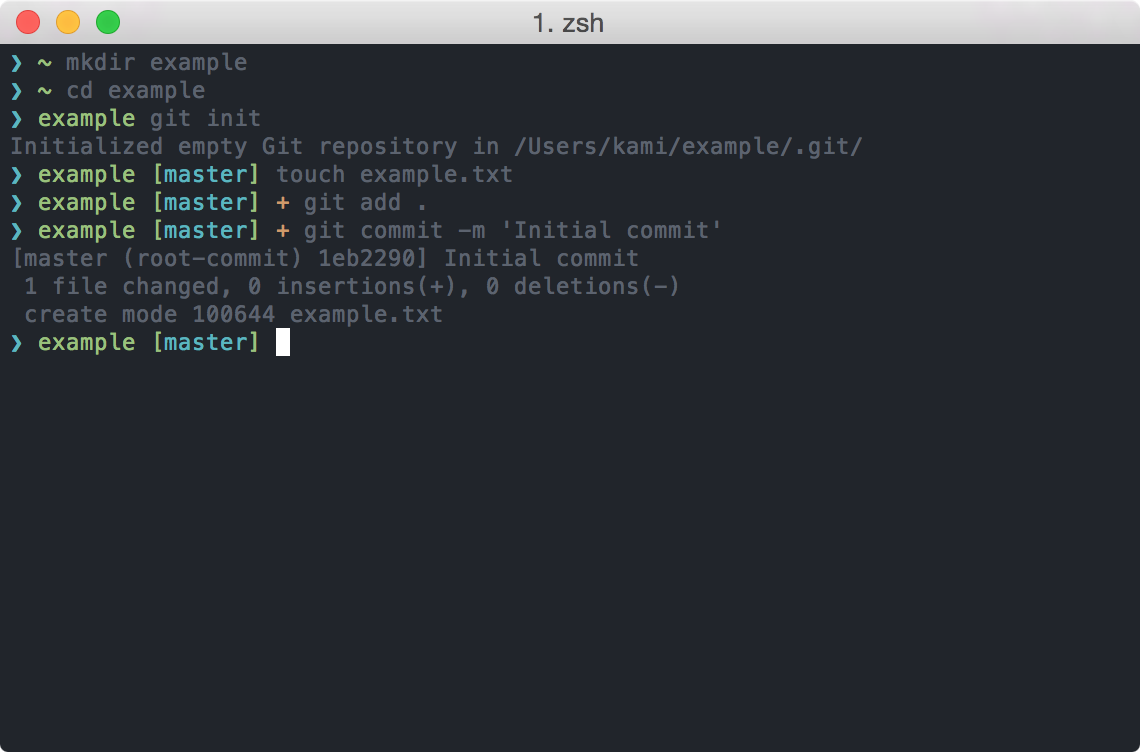 1. zsh
❯ ~ mkdir example
❯ ~ cd example
❯ example git init
Initialized empty Git repository in /Users/kami/example/.git/
❯ example [master] touch example.txt
❯ example [master] + git add .
❯ example [master] + git commit -m 'Initial commit'
[master (root-commit) 1eb2290] Initial commit
 1 file changed, 0 insertions(+), 0 deletions(-)
 create mode 100644 example.txt
❯ example [master]